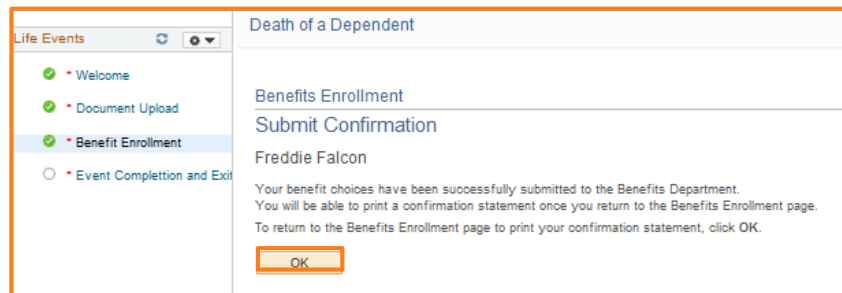 Death of a Dependent
Life Events
* Welcome
* Document Upload
* Benefit Enrollment
* Event Complettion and Exit
Benefits Enrollment
Submit Confirmation
Freddie Falcon
Your benefit choices have been successfully submitted to the Benefits Department.
You will be able to print a confirmation statement once you return to the Benefits Enrollment page.
To return to the Benefits Enrollment page to print your confirmation statement, click OK.
OK